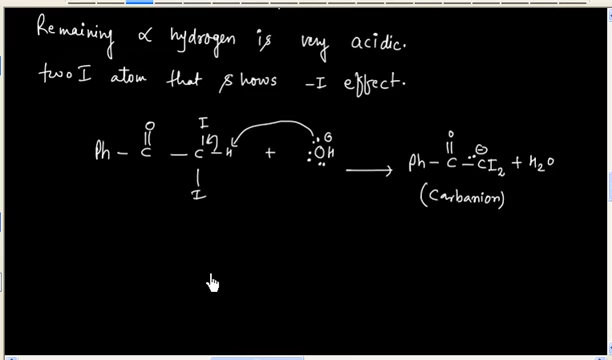 Remaining α hydrogen is very acidic.
two I atom that shows -I effect.
O I ⊖ O ⊖
Ph - C - C - H + :OH → Ph - C - CI₂ + H₂O
I (Carbanion)